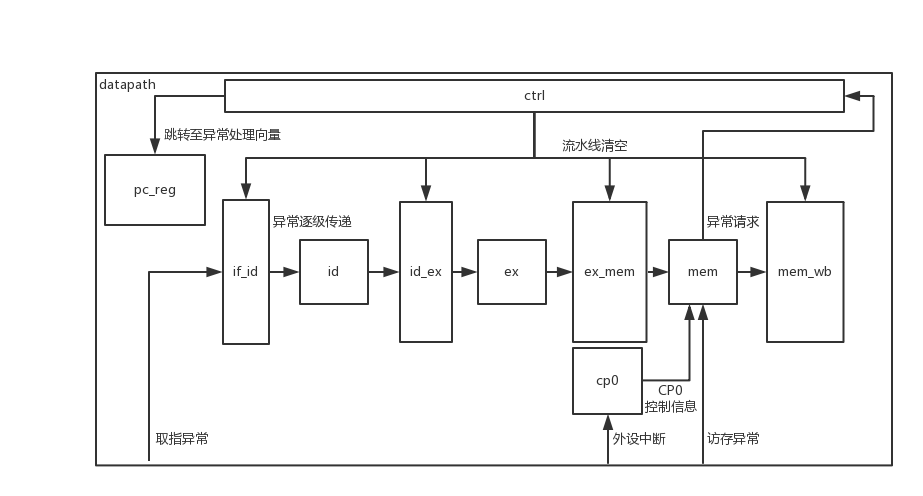 datapath
ctrl
跳转至异常处理向量
流水线清空
pc_reg
异常逐级传递
异常请求
if_id
id
id_ex
ex
ex_mem
mem
mem_wb
cp0
CP0
控制信息
取指异常
外设中断
访存异常